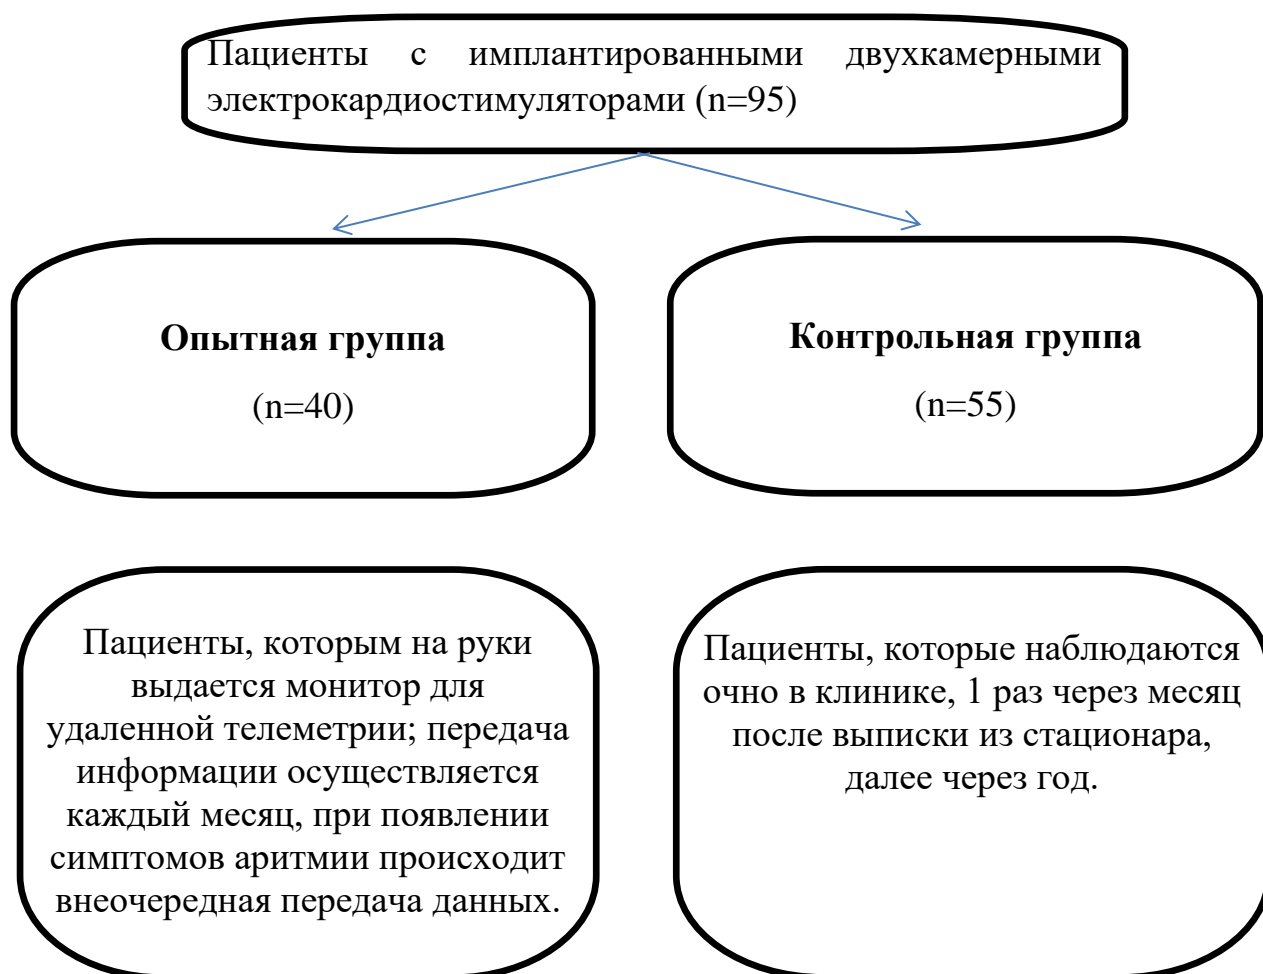 Пациенты с имплантированными двухкамерными
электрокардиостимуляторами (n=95)
Опытная группа
(n=40)
Контрольная группа
(n=55)
Пациенты, которым на руки
выдается монитор для
удаленной телеметрии; передача
информации осуществляется
каждый месяц, при появлении
симптомов аритмии происходит
внеочередная передача данных.
Пациенты, которые наблюдаются
очно в клинике, 1 раз через месяц
после выписки из стационара,
далее через год.